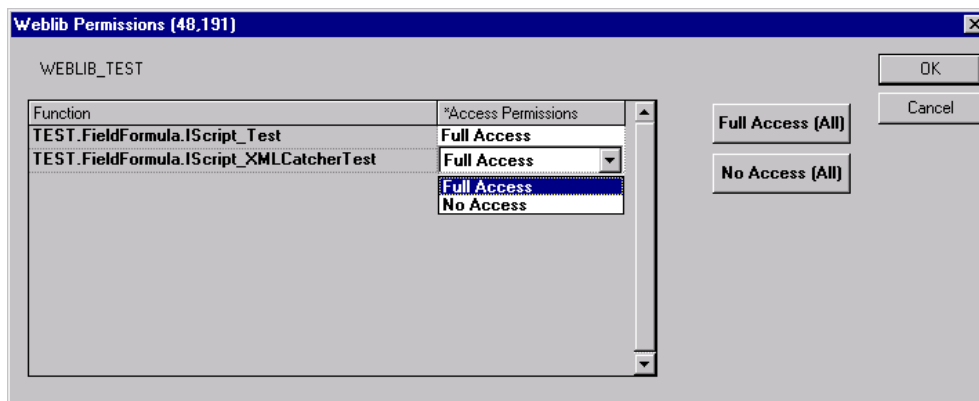 Weblib Permissions (48,191)
WEBLIB_TEST
OK
Cancel
Function *Access Permissions
TEST.FieldFormula.IScript_Test Full Access
TEST.FieldFormula.IScript_XMLCatcherTest Full Access
Full Access
No Access
Full Access (All)
No Access (All)